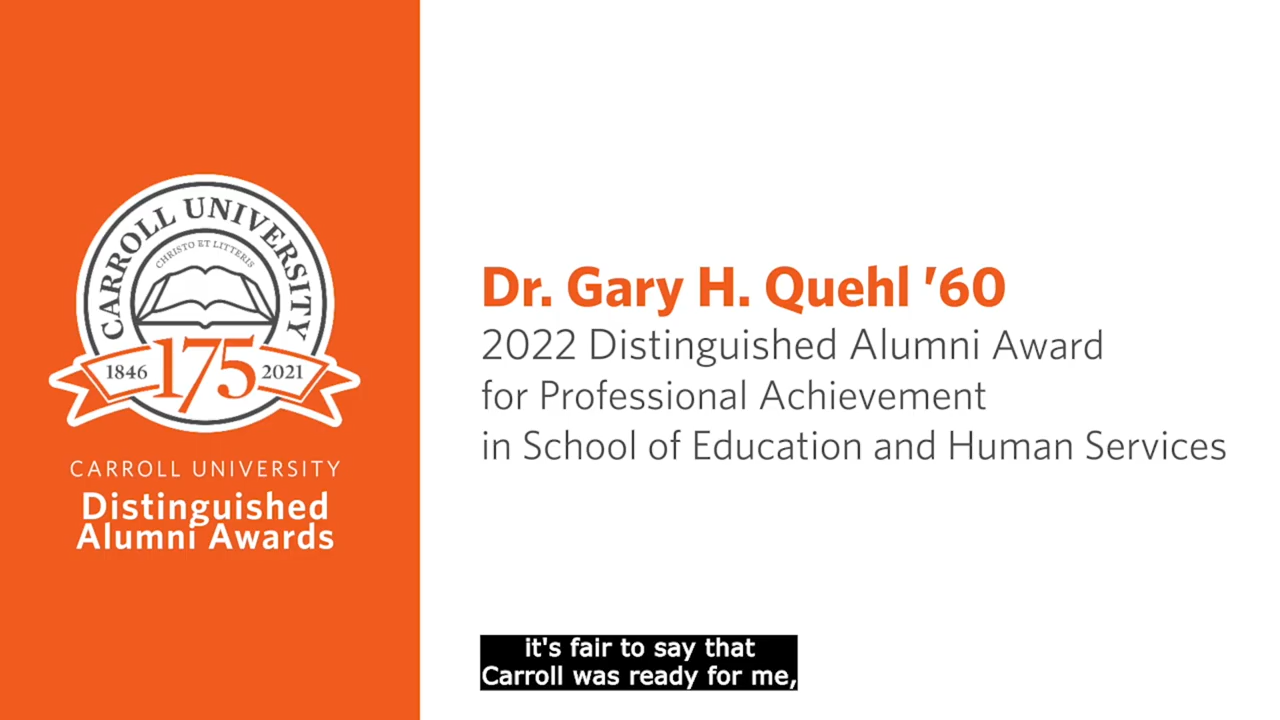 CARROLL UNIVERSITY
CHRISTO ET LITTERIS
1846 175 2021
CARROLL UNIVERSITY
Distinguished
Alumni Awards
Dr. Gary H. Quehl ’60
2022 Distinguished Alumni Award
for Professional Achievement
in School of Education and Human Services
it's fair to say that
Carroll was ready for me,